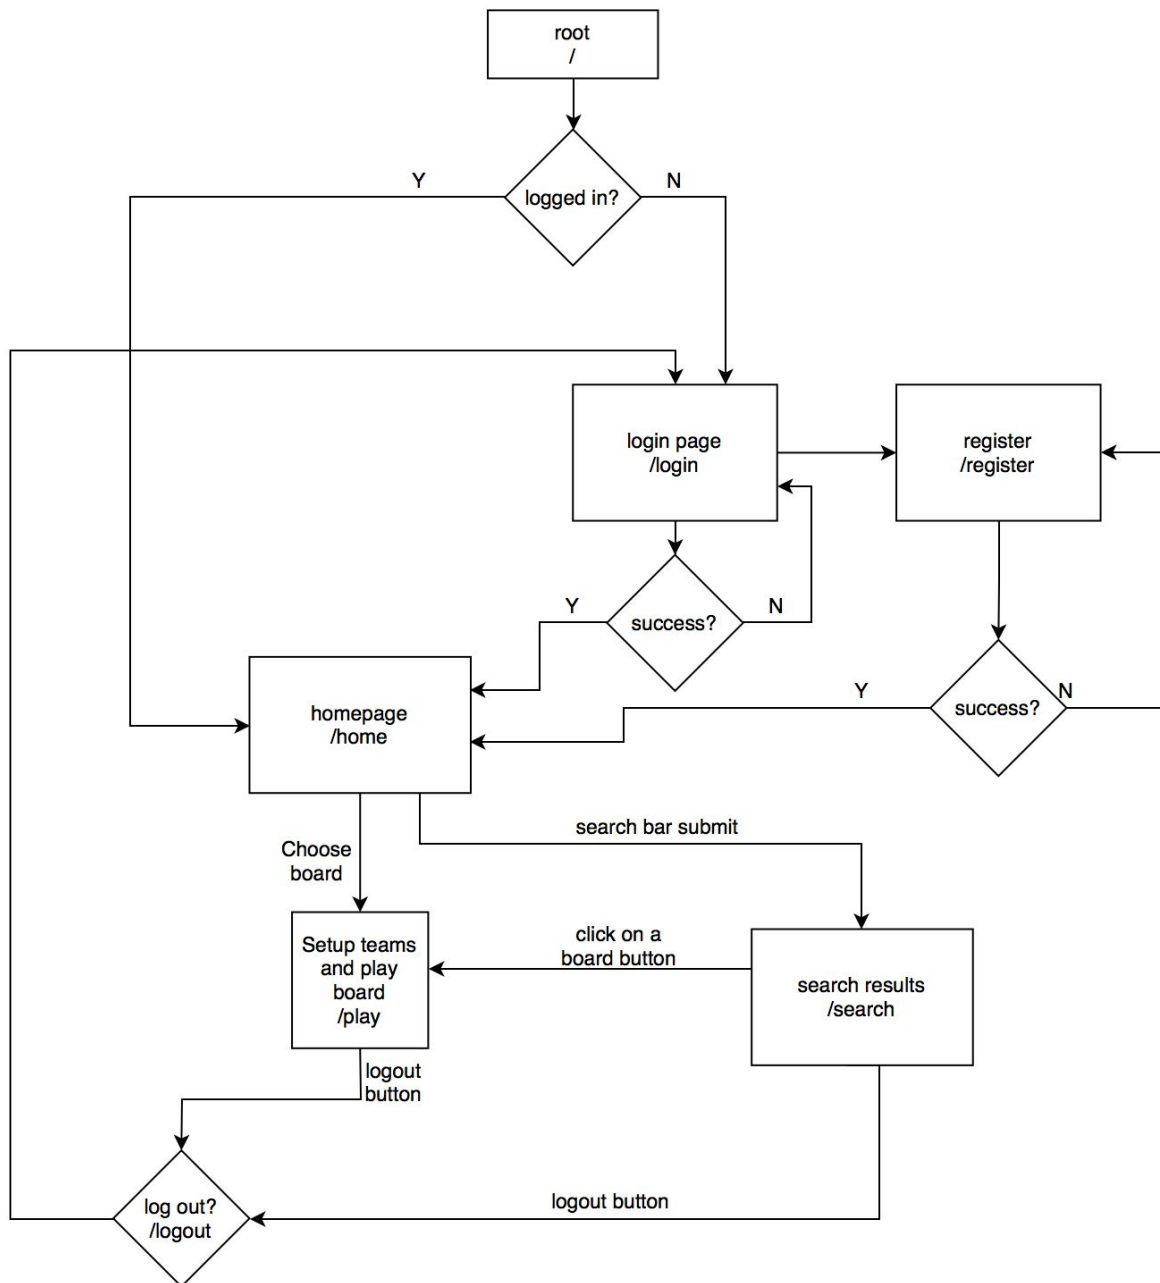 root
/
logged in?
Y
N
login page
/login
register
/register
success?
Y
N
success?
Y
N
homepage
/home
search bar submit
Choose
board
Setup teams
and play
board
/play
click on a
board button
search results
/search
logout
button
log out?
/logout
logout button